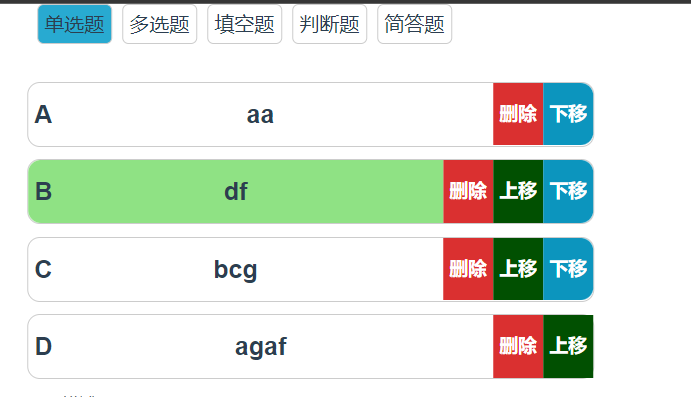 单选题 多选题 填空题 判断题 简答题
A aa 删除 下移
B df 删除 上移 下移
C bcg 删除 上移 下移
D agaf 删除 上移